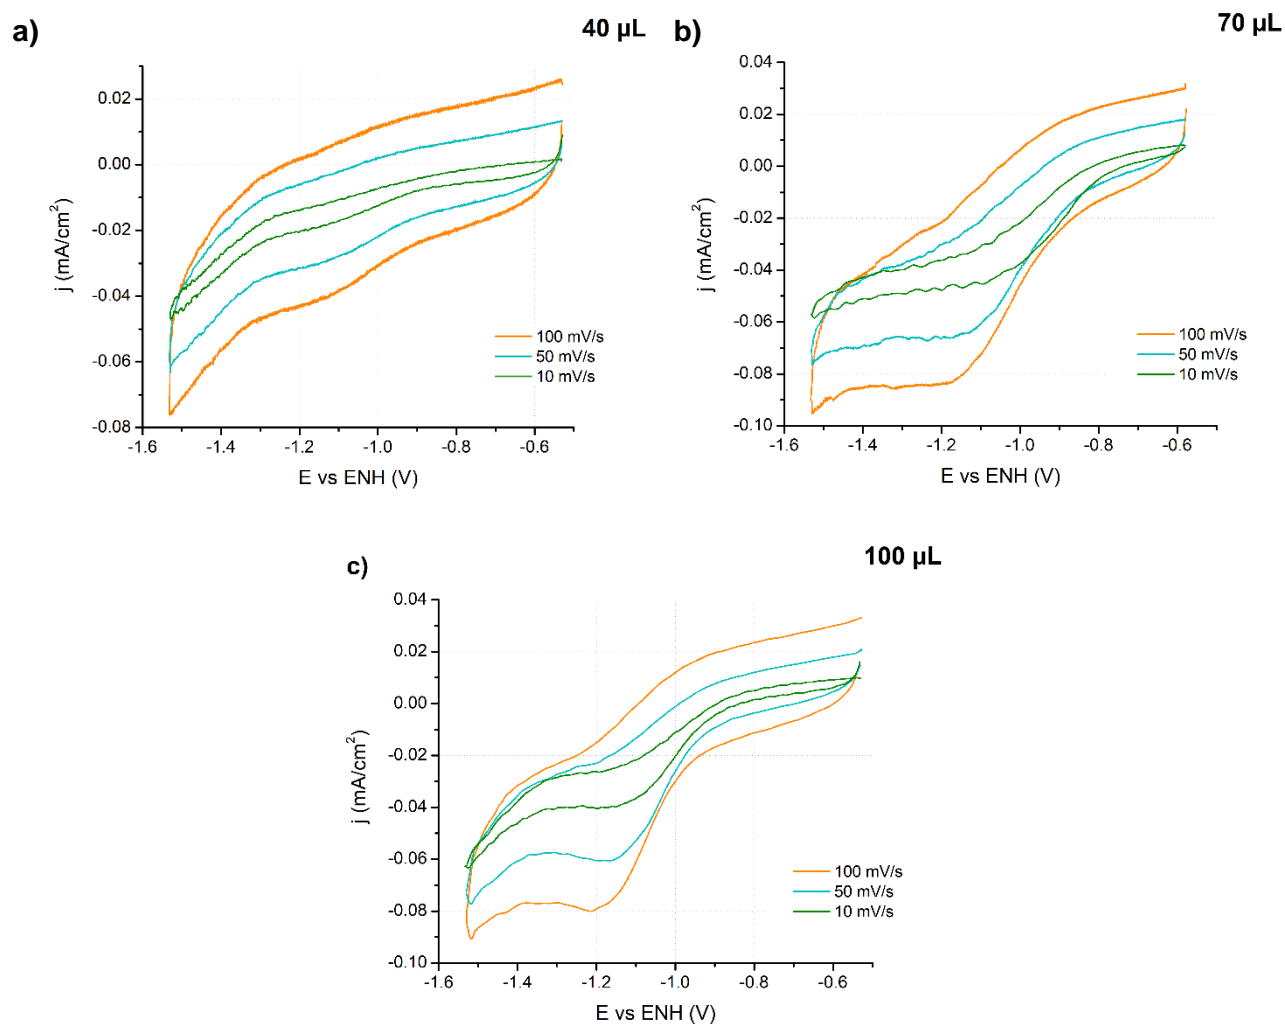 a)
40 µL
0.02
0.00
-0.02
-0.04
-0.06
-0.08
j (mA/cm²)
100 mV/s
50 mV/s
10 mV/s
-1.6
-1.4
-1.2
-1.0
-0.8
-0.6
E vs ENH (V)
b)
70 µL
0.04
0.02
0.00
-0.02
-0.04
-0.06
-0.08
-0.10
j (mA/cm²)
100 mV/s
50 mV/s
10 mV/s
-1.6
-1.4
-1.2
-1.0
-0.8
-0.6
E vs ENH (V)
c)
100 µL
0.04
0.02
0.00
-0.02
-0.04
-0.06
-0.08
-0.10
j (mA/cm²)
100 mV/s
50 mV/s
10 mV/s
-1.6
-1.4
-1.2
-1.0
-0.8
-0.6
E vs ENH (V)